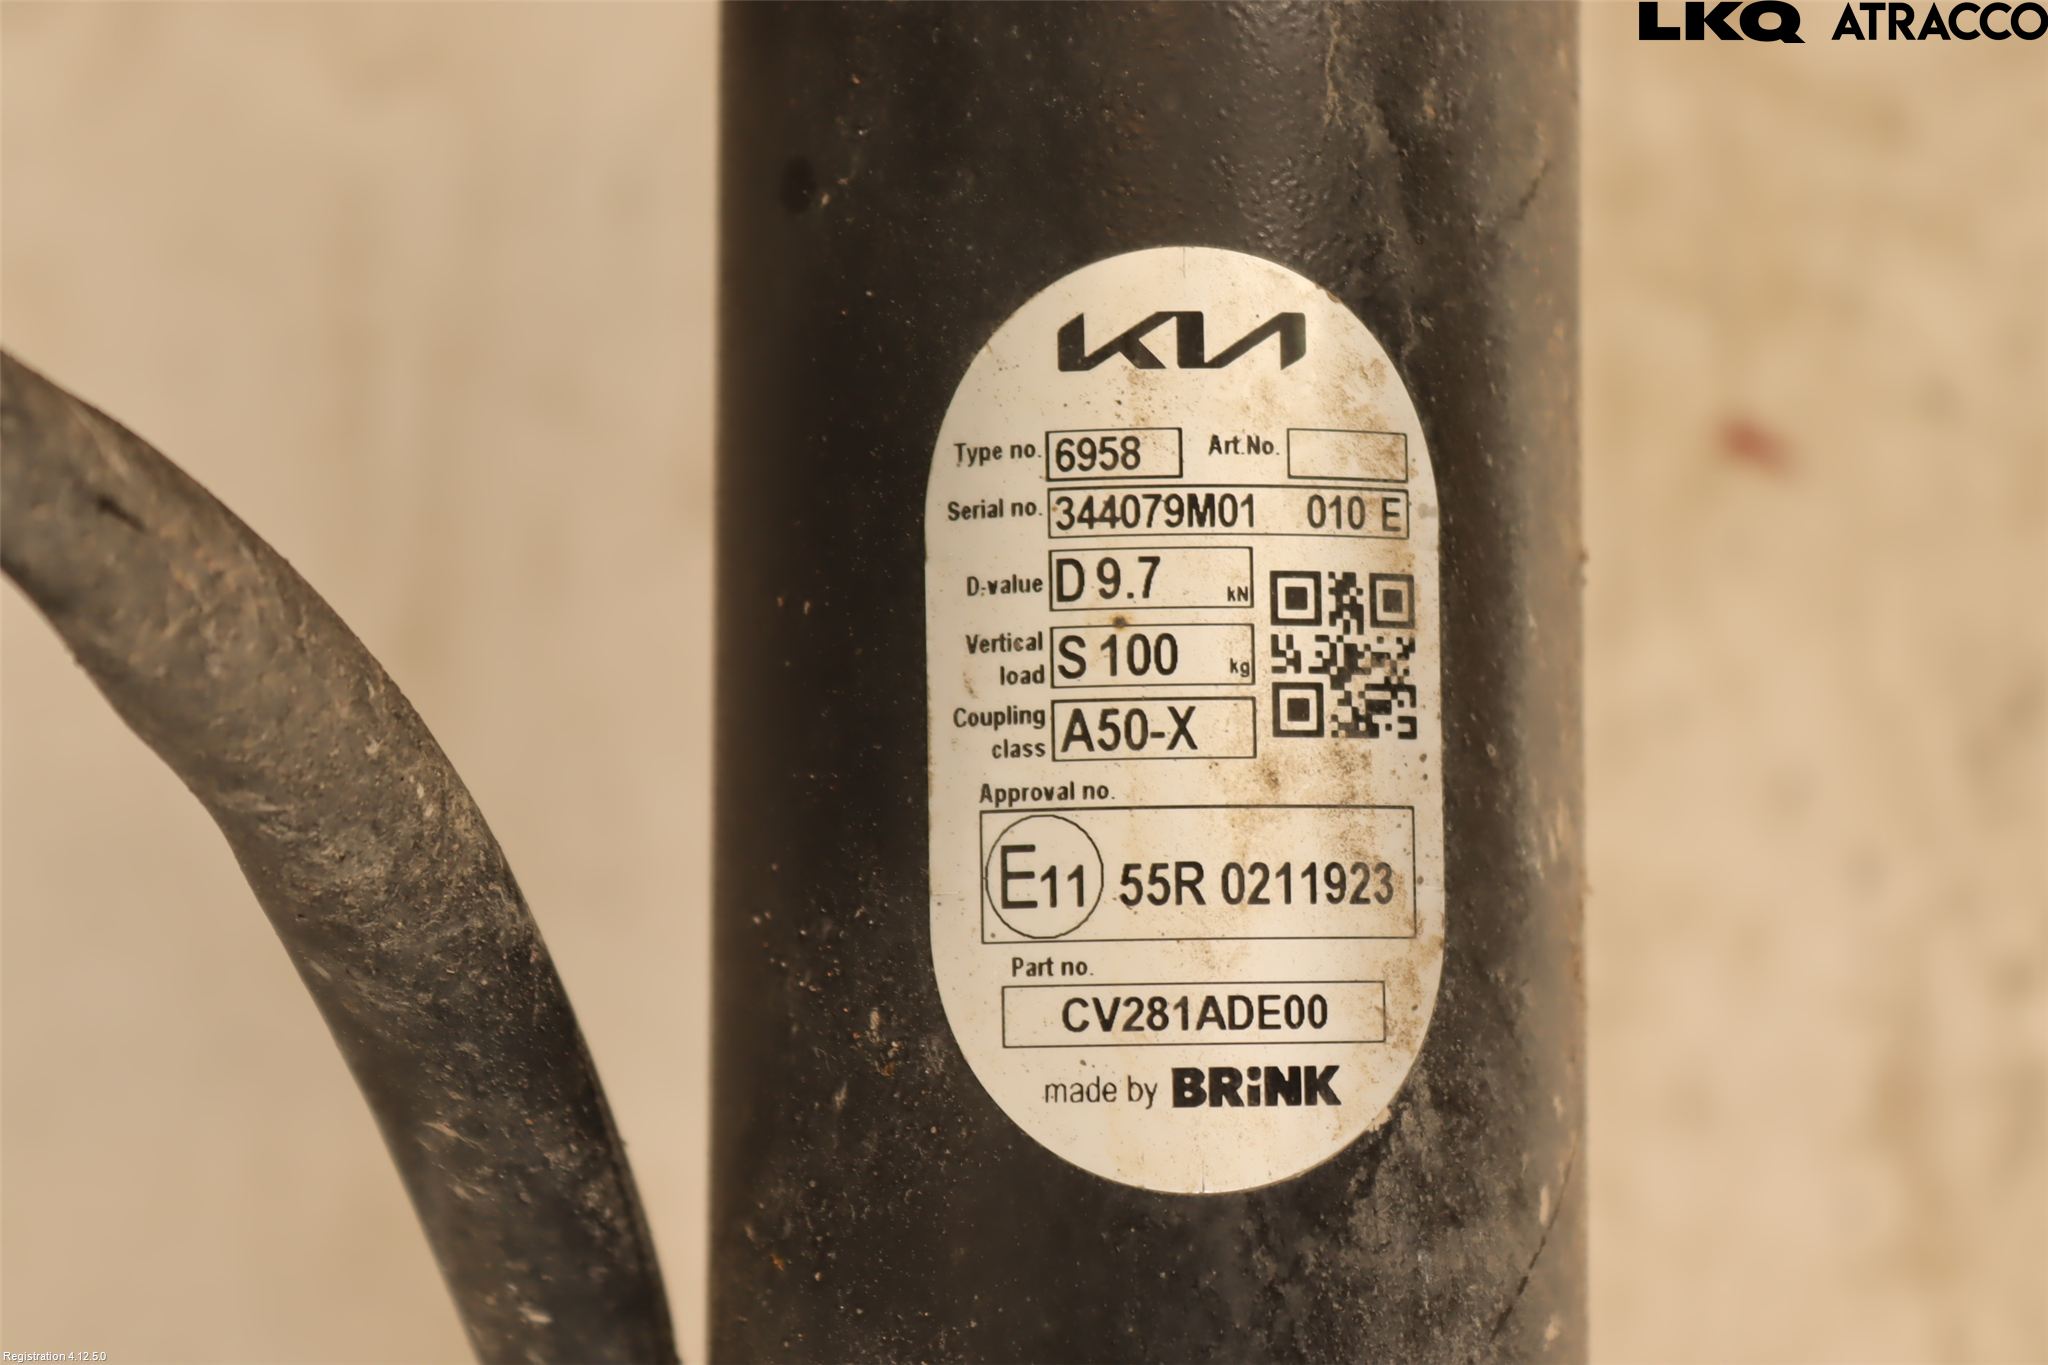 LKQ ATRACCO
KIA
Type no. 6958 Art.No.
Serial no. 344079M01 010 E
D-value D 9.7 kN
Vertical load S 100 kg
Coupling class A50-X
Approval no.
E11 55R 0211923
Part no.
CV281ADE00
made by BRiNK
Registration 4.12.5.0